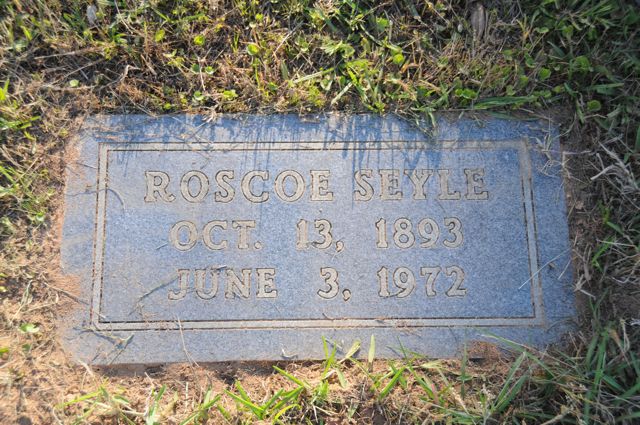 ROSCOE SEYLE
OCT. 13, 1893
JUNE 3, 1972